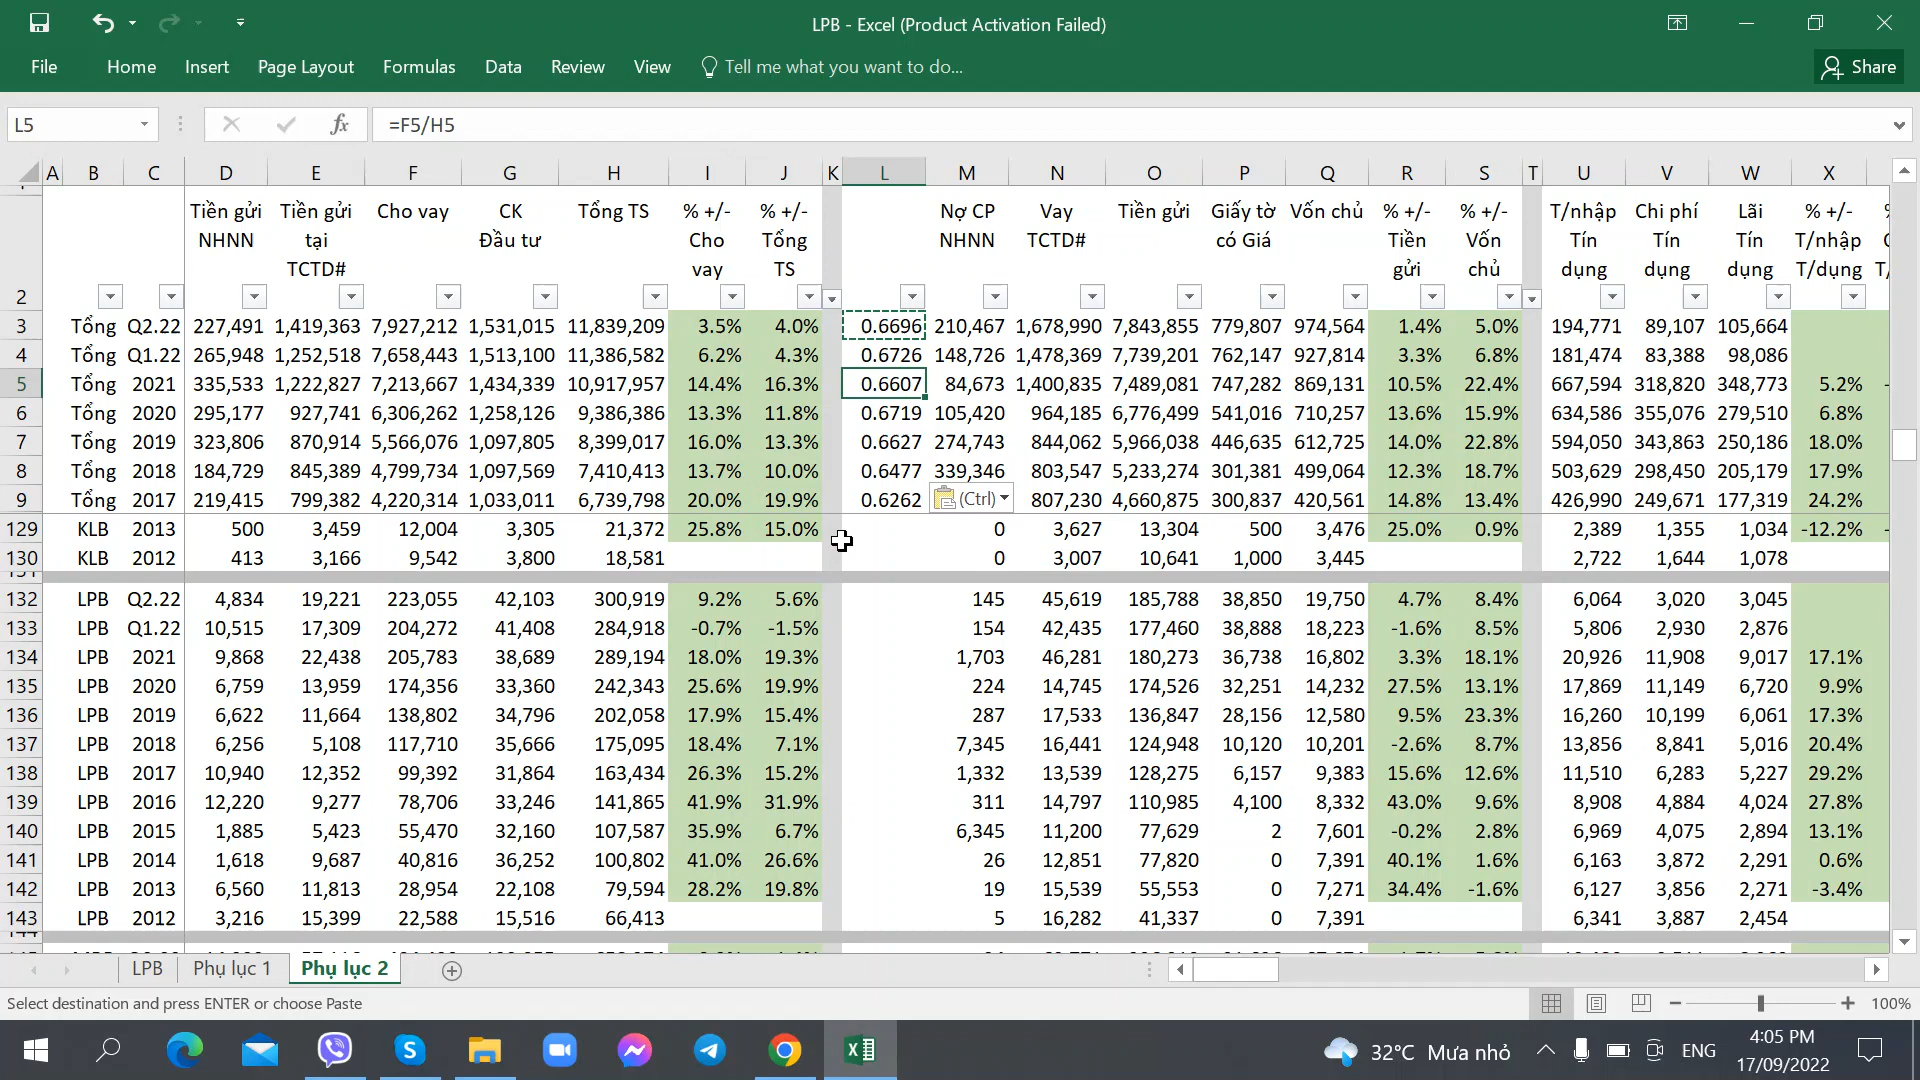 LPB - Excel (Product Activation Failed)
File Home Insert Page Layout Formulas Data Review View Tell me what you want to do... Share
L5 fx =F5/H5
A B C D E F G H I J K L M N O P Q R S T U V W X
Tiền gửi Tiền gửi Cho vay CK Tổng TS % +/- % +/- Nợ CP Vay Tiền gửi Giấy tờ Vốn chủ % +/- % +/- T/nhập Chi phí Lãi % +/-
NHNN tại Đầu tư Cho Tổng NHNN TCTD# có Giá Tiền Vốn Tín Tín Tín T/nhập
TCTD# vay TS gửi chủ dụng dụng dụng T/dụng
2
3 Tổng Q2.22 227,491 1,419,363 7,927,212 1,531,015 11,839,209 3.5% 4.0% 0.6696 210,467 1,678,990 7,843,855 779,807 974,564 1.4% 5.0% 194,771 89,107 105,664
4 Tổng Q1.22 265,948 1,252,518 7,658,443 1,513,100 11,386,582 6.2% 4.3% 0.6726 148,726 1,478,369 7,739,201 762,147 927,814 3.3% 6.8% 181,474 83,388 98,086
5 Tổng 2021 335,533 1,222,827 7,213,667 1,434,339 10,917,957 14.4% 16.3% 0.6607 84,673 1,400,835 7,489,081 747,282 869,131 10.5% 22.4% 667,594 318,820 348,773 5.2% -
6 Tổng 2020 295,177 927,741 6,306,262 1,258,126 9,386,386 13.3% 11.8% 0.6719 105,420 964,185 6,776,499 541,016 710,257 13.6% 15.9% 634,586 355,076 279,510 6.8%
7 Tổng 2019 323,806 870,914 5,566,076 1,097,805 8,399,017 16.0% 13.3% 0.6627 274,743 844,062 5,966,038 446,635 612,725 14.0% 22.8% 594,050 343,863 250,186 18.0%
8 Tổng 2018 184,729 845,389 4,799,734 1,097,569 7,410,413 13.7% 10.0% 0.6477 339,346 803,547 5,233,274 301,381 499,064 12.3% 18.7% 503,629 298,450 205,179 17.9%
9 Tổng 2017 219,415 799,382 4,220,314 1,033,011 6,739,798 20.0% 19.9% 0.6262 (Ctrl) 807,230 4,660,875 300,837 420,561 14.8% 13.4% 426,990 249,671 177,319 24.2%
129 KLB 2013 500 3,459 12,004 3,305 21,372 25.8% 15.0% 0 3,627 13,304 500 3,476 25.0% 0.9% 2,389 1,355 1,034 -12.2% -
130 KLB 2012 413 3,166 9,542 3,800 18,581 0 3,007 10,641 1,000 3,445 2,722 1,644 1,078
132 LPB Q2.22 4,834 19,221 223,055 42,103 300,919 9.2% 5.6% 145 45,619 185,788 38,850 19,750 4.7% 8.4% 6,064 3,020 3,045
133 LPB Q1.22 10,515 17,309 204,272 41,408 284,918 -0.7% -1.5% 154 42,435 177,460 38,888 18,223 -1.6% 8.5% 5,806 2,930 2,876
134 LPB 2021 9,868 22,438 205,783 38,689 289,194 18.0% 19.3% 1,703 46,281 180,273 36,738 16,802 3.3% 18.1% 20,926 11,908 9,017 17.1%
135 LPB 2020 6,759 13,959 174,356 33,360 242,343 25.6% 19.9% 224 14,745 174,526 32,251 14,232 27.5% 13.1% 17,869 11,149 6,720 9.9%
136 LPB 2019 6,622 11,664 138,802 34,796 202,058 17.9% 15.4% 287 17,533 136,847 28,156 12,580 9.5% 23.3% 16,260 10,199 6,061 17.3%
137 LPB 2018 6,256 5,108 117,710 35,666 175,095 18.4% 7.1% 7,345 16,441 124,948 10,120 10,201 -2.6% 8.7% 13,856 8,841 5,016 20.4%
138 LPB 2017 10,940 12,352 99,392 31,864 163,434 26.3% 15.2% 1,332 13,539 128,275 6,157 9,383 15.6% 12.6% 11,510 6,283 5,227 29.2%
139 LPB 2016 12,220 9,277 78,706 33,246 141,865 41.9% 31.9% 311 14,797 110,985 4,100 8,332 43.0% 9.6% 8,908 4,884 4,024 27.8%
140 LPB 2015 1,885 5,423 55,470 32,160 107,587 35.9% 6.7% 6,345 11,200 77,629 2 7,601 -0.2% 2.8% 6,969 4,075 2,894 13.1%
141 LPB 2014 1,618 9,687 40,816 36,252 100,802 41.0% 26.6% 26 12,851 77,820 0 7,391 40.1% 1.6% 6,163 3,872 2,291 0.6%
142 LPB 2013 6,560 11,813 28,954 22,108 79,594 28.2% 19.8% 19 15,539 55,553 0 7,271 34.4% -1.6% 6,127 3,856 2,271 -3.4%
143 LPB 2012 3,216 15,399 22,588 15,516 66,413 5 16,282 41,337 0 7,391 6,341 3,887 2,454
LPB Phụ lục 1 Phụ lục 2
Select destination and press ENTER or choose Paste 100%
32°C Mưa nhỏ ENG 4:05 PM
17/09/2022